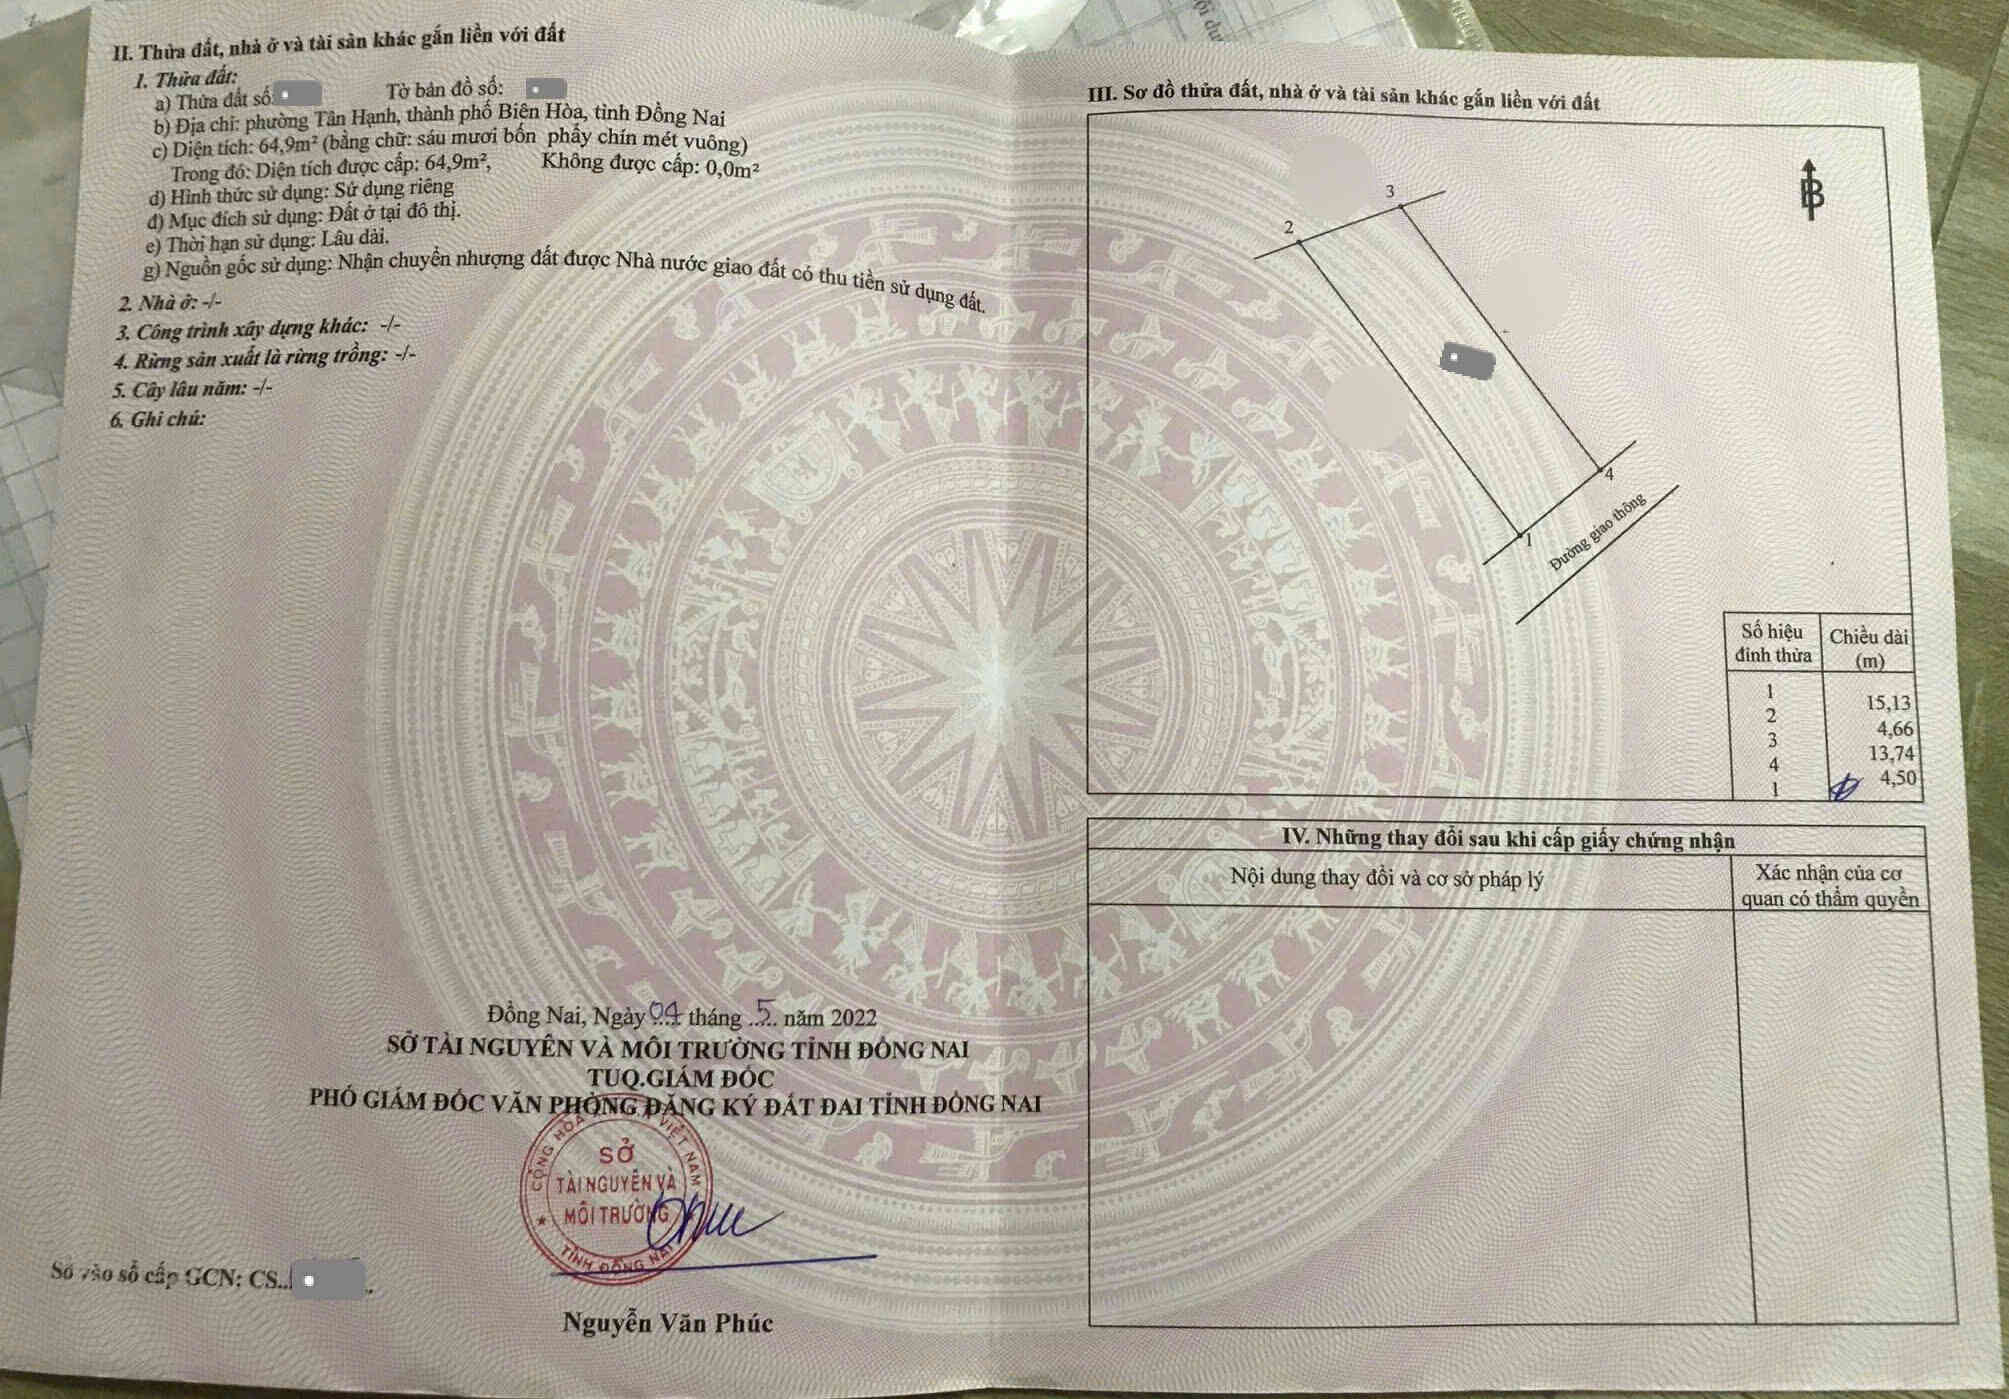 II. Thửa đất, nhà ở và tài sản khác gắn liền với đất
1. Thửa đất:
a) Thửa đất số: Tờ bản đồ số:
b) Địa chỉ: phường Tân Hạnh, thành phố Biên Hòa, tỉnh Đồng Nai
c) Diện tích: 64,9m² (bằng chữ: sáu mươi bốn phẩy chín mét vuông)
Trong đó: Diện tích được cấp: 64,9m², Không được cấp: 0,0m²
d) Hình thức sử dụng: Sử dụng riêng
đ) Mục đích sử dụng: Đất ở tại đô thị.
e) Thời hạn sử dụng: Lâu dài.
g) Nguồn gốc sử dụng: Nhận chuyển nhượng đất được Nhà nước giao đất có thu tiền sử dụng đất.
2. Nhà ở: -/-
3. Công trình xây dựng khác: -/-
4. Rừng sản xuất là rừng trồng: -/-
5. Cây lâu năm: -/-
6. Ghi chú:
Đồng Nai, Ngày 04 tháng 5 năm 2022
SỞ TÀI NGUYÊN VÀ MÔI TRƯỜNG TỈNH ĐỒNG NAI
TUQ.GIÁM ĐỐC
PHÓ GIÁM ĐỐC VĂN PHÒNG ĐĂNG KÝ ĐẤT ĐAI TỈNH ĐỒNG NAI
CỘNG HÒA VIỆT NAM
SỞ
TÀI NGUYÊN VÀ
MÔI TRƯỜNG
TỈNH ĐỒNG NAI
Số vào sổ cấp GCN: CS..
Nguyễn Văn Phúc
III. Sơ đồ thửa đất, nhà ở và tài sản khác gắn liền với đất
B
3
2
4
1
Đường giao thông
Số hiệu đỉnh thửa
Chiều dài (m)
1
15,13
2
4,66
3
13,74
4
4,50
1
IV. Những thay đổi sau khi cấp giấy chứng nhận
Nội dung thay đổi và cơ sở pháp lý
Xác nhận của cơ quan có thẩm quyền